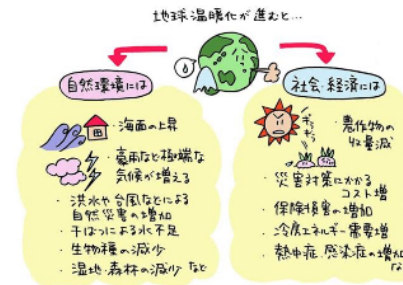 地球温暖化が進むと…
自然環境には
・海面の上昇
・豪雨など極端な
気候が増える
・洪水や台風などによる
自然災害の増加
・干ばつによる水不足
・生物種の減少
・湿地・森林の減少 など
社会・経済には
ギラ
ギラ
・農作物の
収量減
・災害対策にかかる
コスト増
・保険損害の増加
・冷房エネルギー需要増
・熱中症、感染症の増加
な